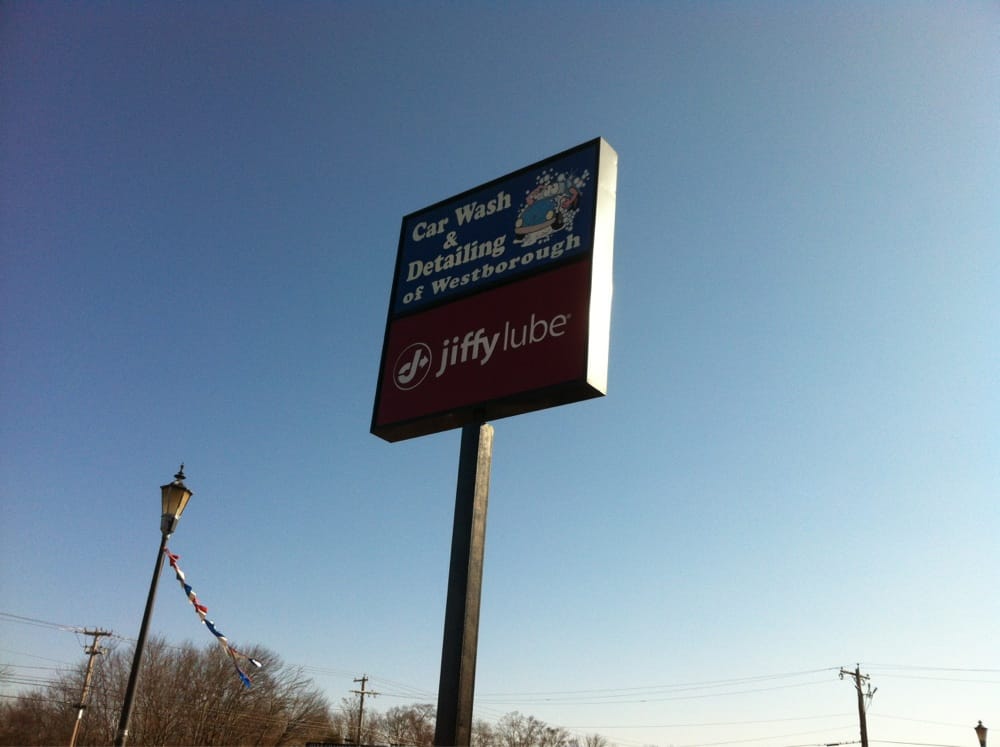 Car Wash
&
Detailing
of Westborough
jiffy lube®